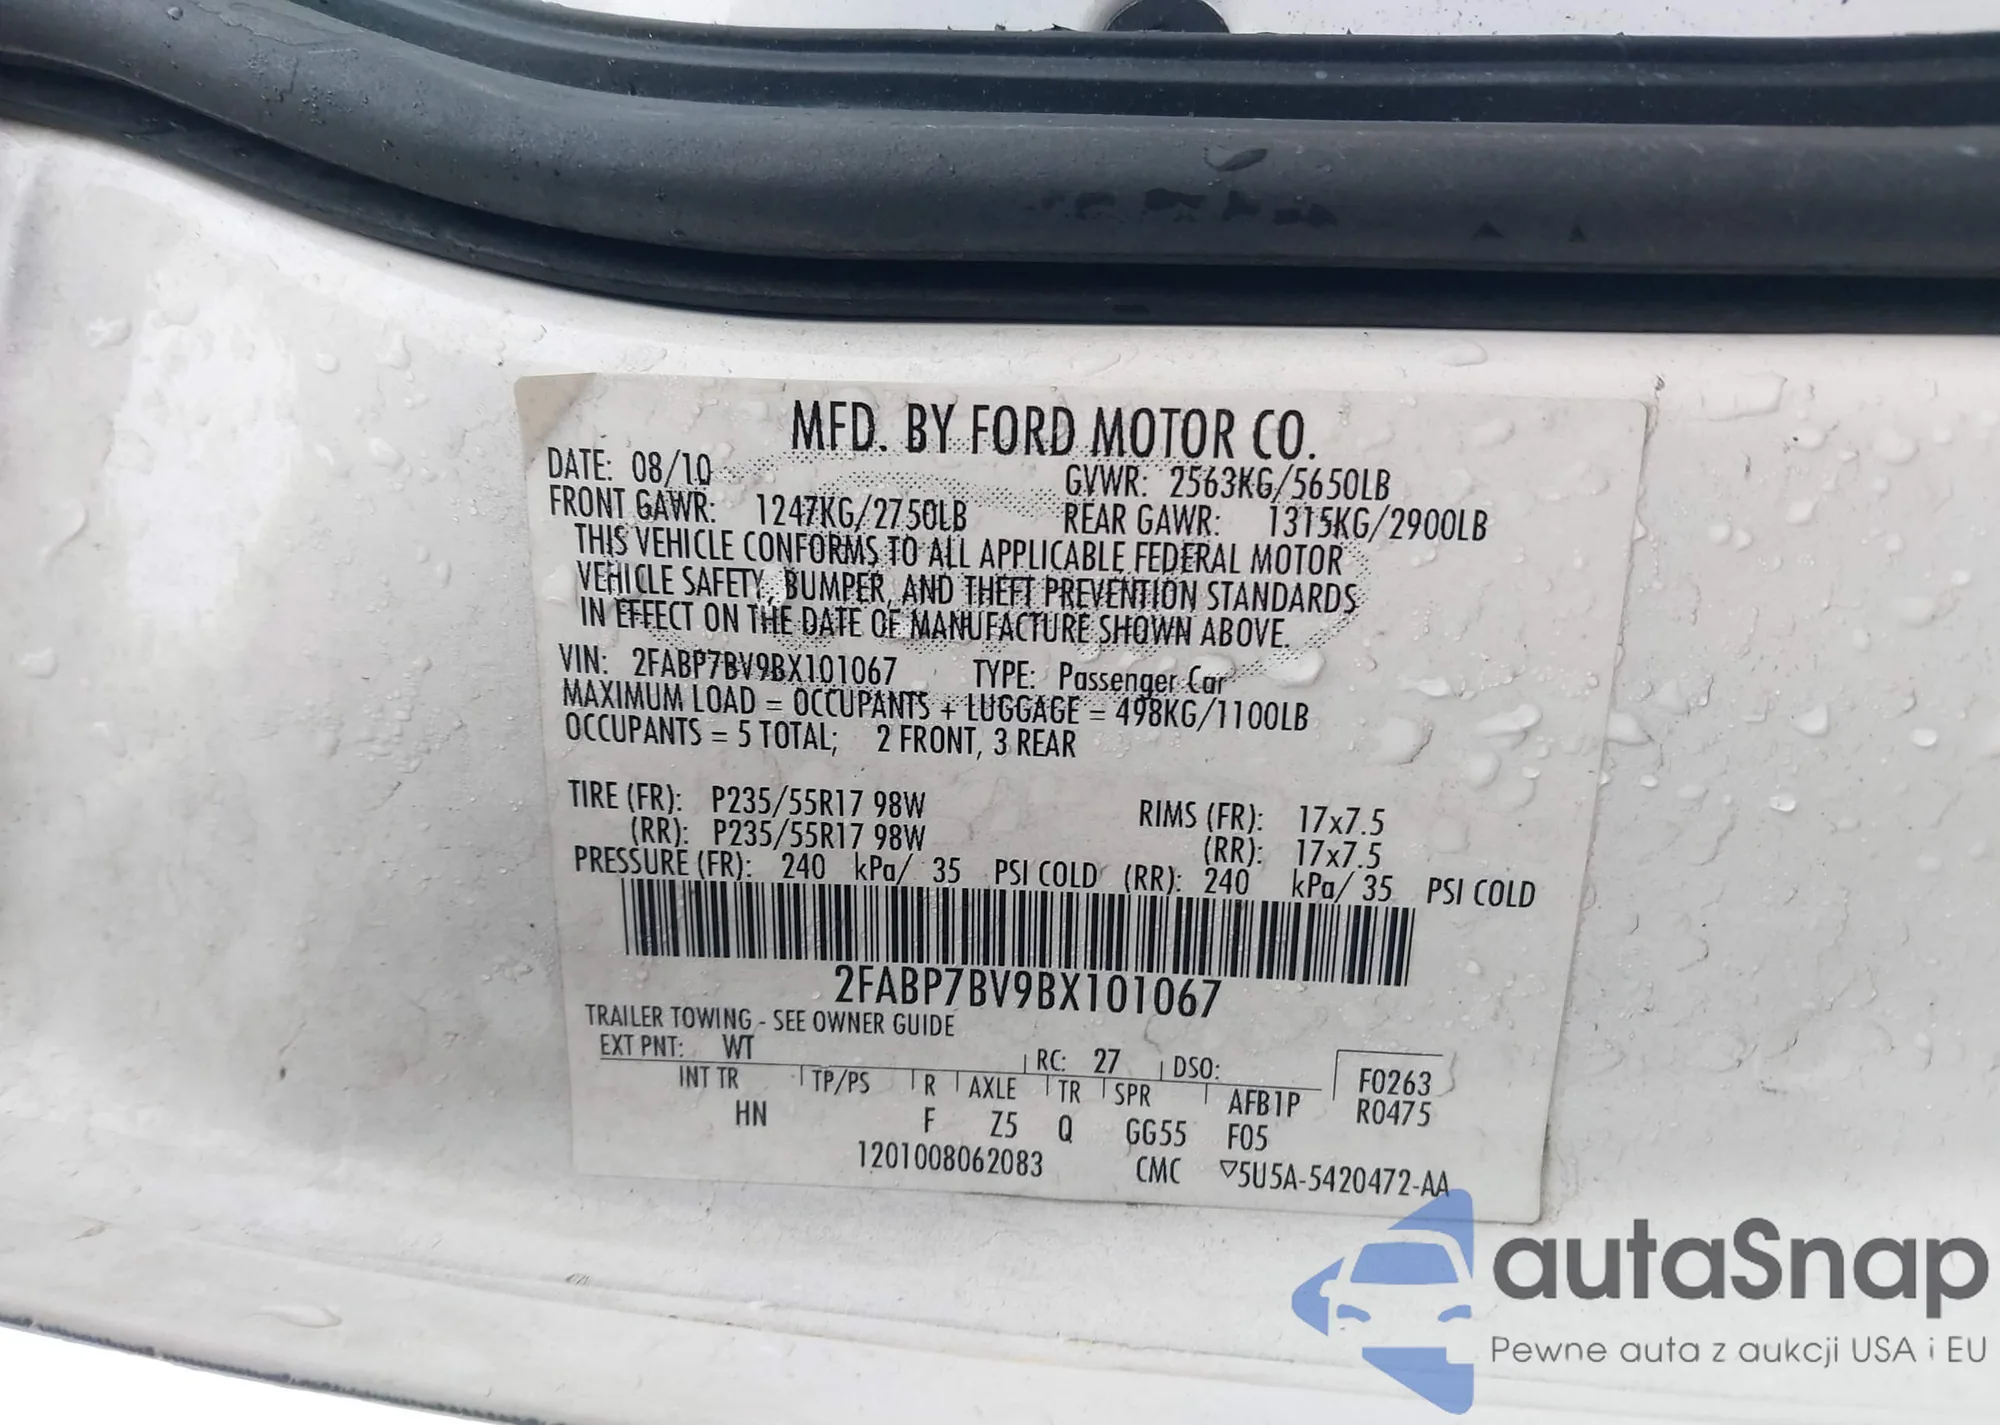 MFD. BY FORD MOTOR CO.
DATE: 08/10 GVWR: 2563KG/5650LB
FRONT GAWR: 1247KG/2750LB REAR GAWR: 1315KG/2900LB
THIS VEHICLE CONFORMS TO ALL APPLICABLE FEDERAL MOTOR
VEHICLE SAFETY, BUMPER, AND THEFT PREVENTION STANDARDS
IN EFFECT ON THE DATE OF MANUFACTURE SHOWN ABOVE.
VIN: 2FABP7BV9BX101067 TYPE: Passenger Car
MAXIMUM LOAD = OCCUPANTS + LUGGAGE = 498KG/1100LB
OCCUPANTS = 5 TOTAL; 2 FRONT, 3 REAR
TIRE (FR): P235/55R17 98W RIMS (FR): 17x7.5
(RR): P235/55R17 98W (RR): 17x7.5
PRESSURE (FR): 240 kPa/ 35 PSI COLD (RR): 240 kPa/ 35 PSI COLD
2FABP7BV9BX101067
TRAILER TOWING - SEE OWNER GUIDE
EXT PNT: WT RC: 27 DSO: F0263
INT TR TP/PS R AXLE TR SPR AFB1P R0475
HN F Z5 Q GG55 F05
1201008062083 CMC ▽5U5A-5420472-AA
autaSnap
Pewne auta z aukcji USA i EU